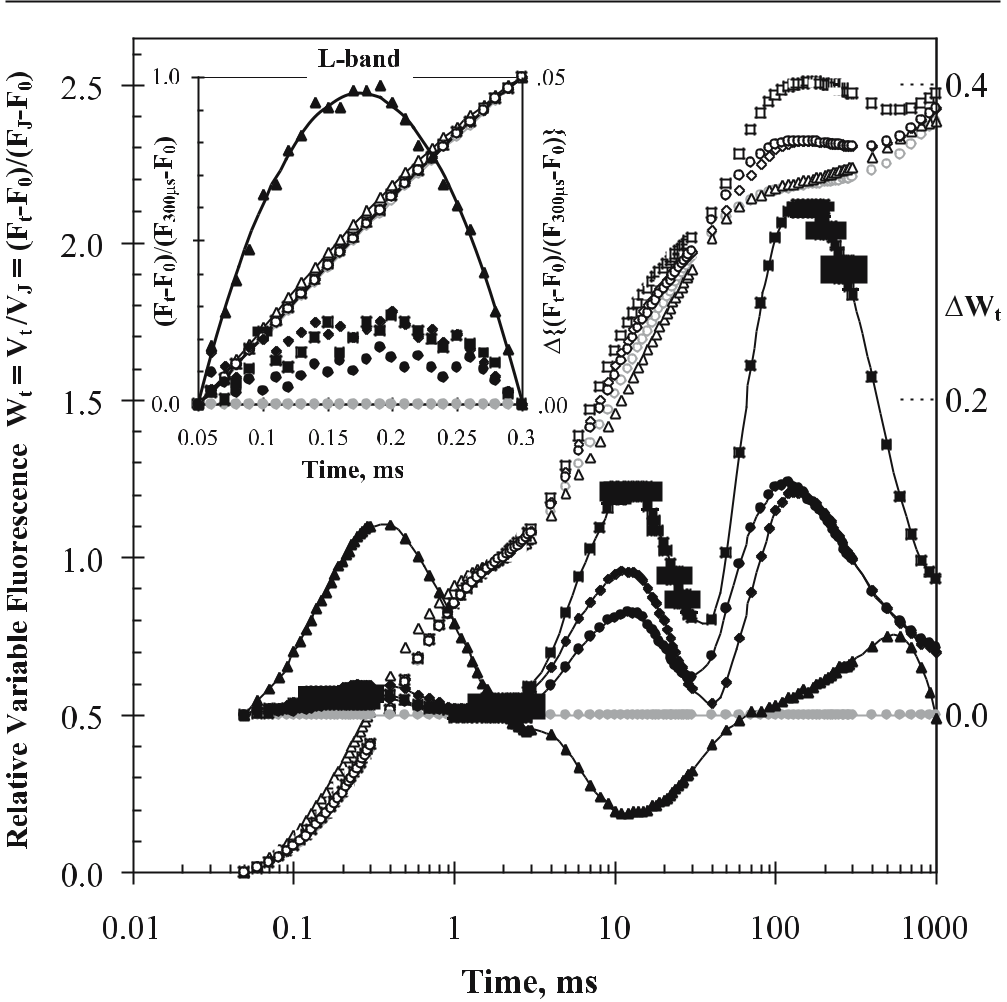 Relative Variable Fluorescence Wt = Vt/VJ = (Ft-F0)/(FJ-F0)
2.5
2.0
1.5
1.0
0.5
0.0
L-band
1.0
0.0
(Ft-F0)/(F300μs-F0)
.05
.00
Δ{(Ft-F0)/(F300μs-F0)}
0.05 0.1 0.15 0.2 0.25 0.3
Time, ms
0.4
ΔWt
0.2
0.0
0.01 0.1 1 10 100 1000
Time, ms